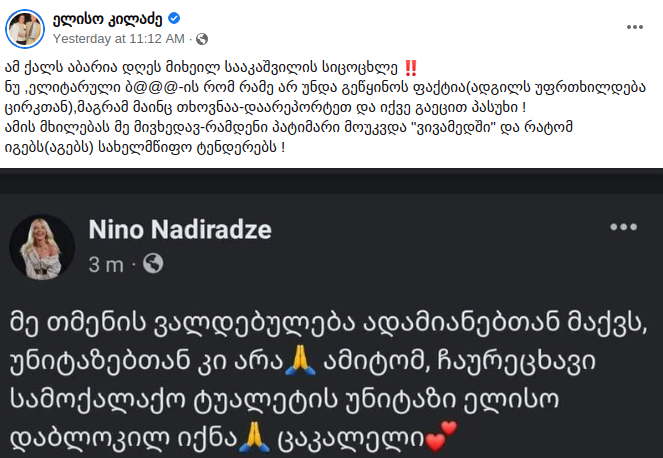 ელისო კილაძე
Yesterday at 11:12 AM ·
ამ ქალს აბარია დღეს მიხეილ სააკაშვილის სიცოცხლე ‼️
ნუ ,ელიტარული ბ@@@-ის რომ რამე არ უნდა გეწყინოს ფაქტია(ადგილს უფრთხილდება
ცირკთან),მაგრამ მაინც თხოვნაა-დაარეპორტეთ და იქვე გაეცით პასუხი !
ამის მხილებას მე მივხედავ-რამდენი პატიმარი მოუკვდა "ვივამედში" და რატომ
იგებს(აგებს) სახელმწიფო ტენდერებს !
Nino Nadiradze
3 m ·
მე თმენის ვალდებულება ადამიანებთან მაქვს,
უნიტაზებთან კი არა🙏 ამიტომ, ჩაურეცხავი
სამოქალაქო ტუალეტის უნიტაზი ელისო
დაბლოკილ იქნა🙏 ცაკალელი💕